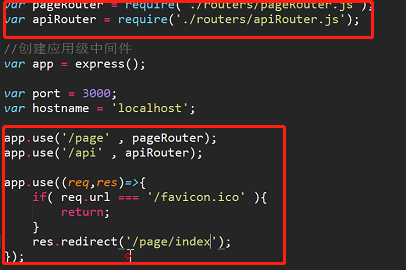 var pageRouter = require('./routers/pageRouter.js');
var apiRouter = require('./routers/apiRouter.js');
//创建应用级中间件
var app = express();
var port = 3000;
var hostname = 'localhost';
app.use('/page' , pageRouter);
app.use('/api' , apiRouter);
app.use((req,res)=>{
if( req.url === '/favicon.ico' ){
return;
}
res.redirect('/page/index');
});